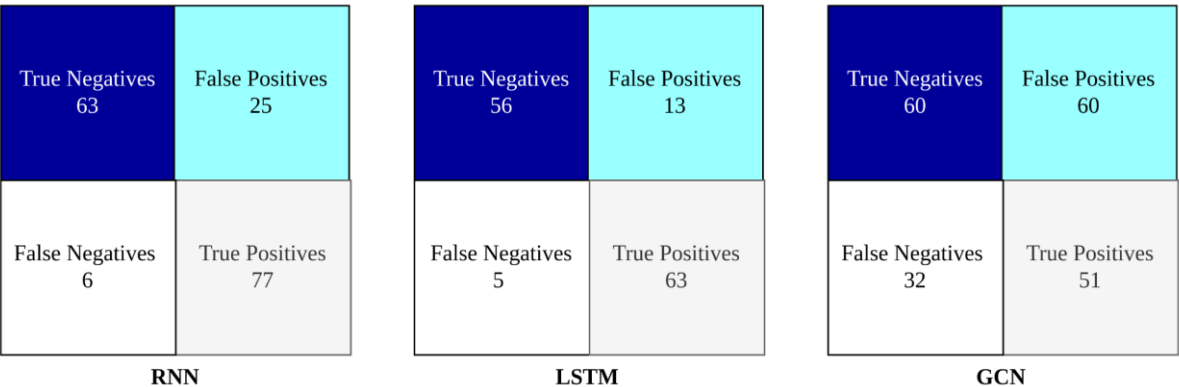 True Negatives
63
False Positives
25
False Negatives
6
True Positives
77
RNN
True Negatives
56
False Positives
13
False Negatives
5
True Positives
63
LSTM
True Negatives
60
False Positives
60
False Negatives
32
True Positives
51
GCN